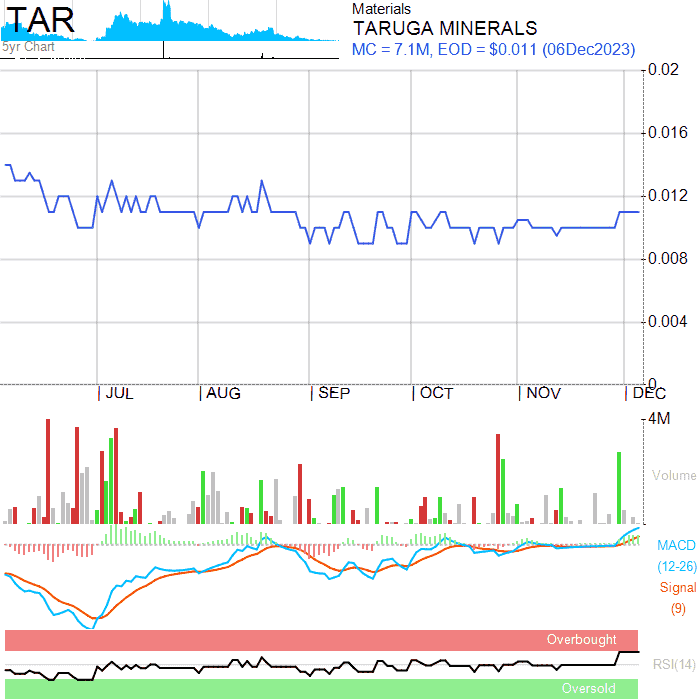 TAR
5yr Chart
Materials
TARUGA MINERALS
MC = 7.1M, EOD = $0.011 (06Dec2023)
0.02
0.016
0.012
0.008
0.004
0
JUL AUG SEP OCT NOV DEC
4M
Volume
MACD
(12-26)
Signal
(9)
Overbought
RSI(14)
Oversold